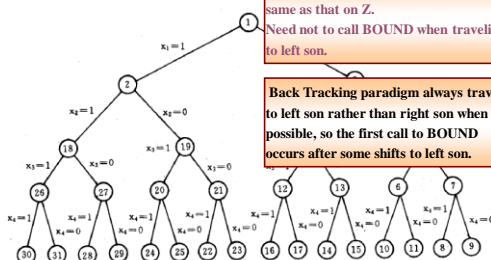 same as that on Z.
Need not to call BOUND when
to left son.
Back Tracking paradigm always
to left son rather than right son when
possible, so the first call to BOUND
occurs after some shifts to left son.
1
x₁=1
2
x₂=1
x₂=0
18
19
x₃=1
x₃=0
x₃=1
x₃=0
26
27
20
21
12
13
6
7
x₄=1
x₄=0
x₄=1
x₄=0
x₄=1
x₄=0
x₄=1
x₄=0
x₄=1
x₄=0
x₄=1
x₄=0
x₄=1
x₄=0
x₄=1
x₄=0
30
31
28
29
24
25
22
23
16
17
14
15
10
11
8
9